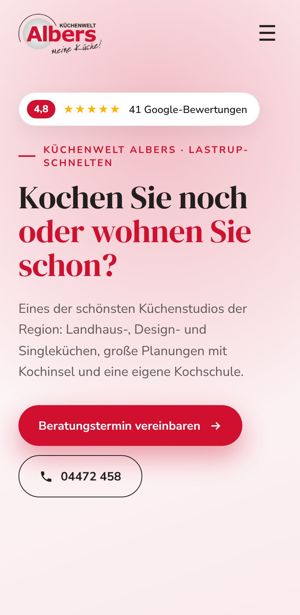 KÜCHENWELT
Albers
meine Küche!
4,8 ★★★★★ 41 Google-Bewertungen
KÜCHENWELT ALBERS · LASTRUP-
SCHNELTEN
Kochen Sie noch
oder wohnen Sie
schon?
Eines der schönsten Küchenstudios der
Region: Landhaus-, Design- und
Singleküchen, große Planungen mit
Kochinsel und eine eigene Kochschule.
Beratungstermin vereinbaren →
04472 458